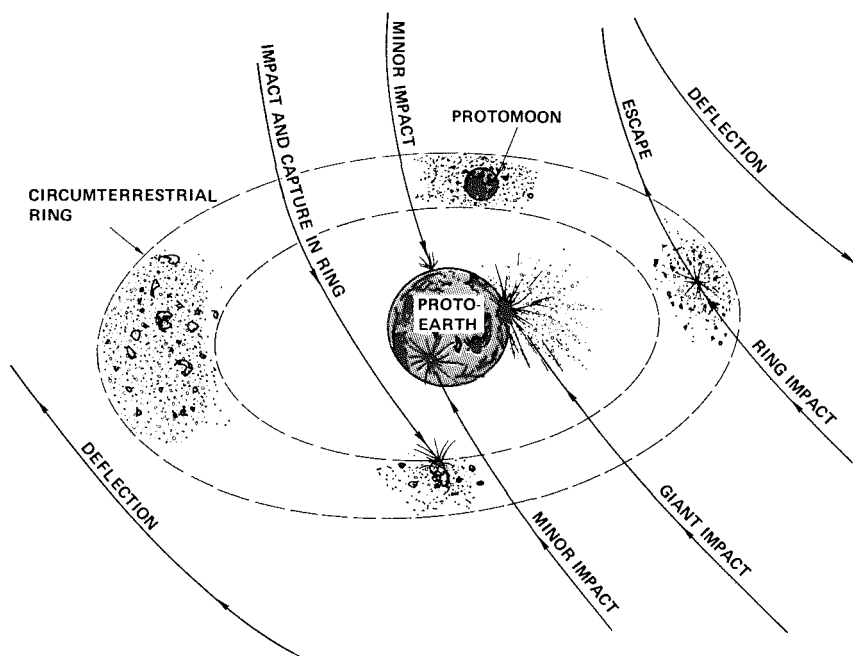 IMPACT AND CAPTURE IN RING
MINOR IMPACT
PROTOMOON
ESCAPE
DEFLECTION
CIRCUMTERRESTRIAL
RING
PROTO-
EARTH
RING IMPACT
DEFLECTION
MINOR IMPACT
GIANT IMPACT